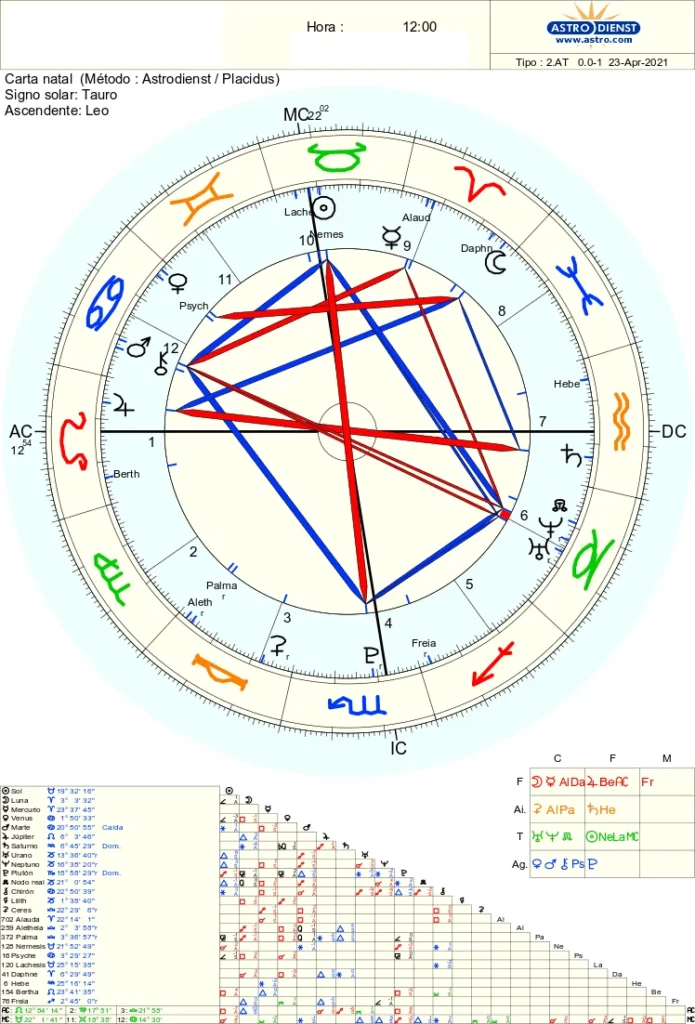 Hora : 12:00
ASTRO DIENST
www.astro.com
Tipo : 2.AT 0.0-1 23-Apr-2021
Carta natal (Método : Astrodienst / Placidus)
Signo solar: Tauro
Ascendente: Leo
MC 22 02
Lache
Nemes
Alaud
Daphn
10
9
11
Psych
8
12
Hebe
AC
12 54
1
7
DC
Berth
6
r
2
5
Palma
r
Aleth
r
3
4
r
r
Freia
r
IC
C F M
F AlDa Be AC Fr
Ai. AlPa He
T NeLaMC
Ag. Ps
Sol 19° 32' 16"
Luna 3° 3' 32"
Mercurio 23° 37' 45"
Venus 1° 50' 33"
Marte 20° 50' 55" Caída
Júpiter 6° 3' 46"
Saturno 6° 45' 29" Dom.
Urano 13° 36' 40"r
Neptuno 16° 35' 20"r
Plutón 15° 58' 29"r Dom.
Nodo real 21° 0' 54"
Quirón 22° 50' 39"
Lilith 1° 35' 40"
Ceres 22° 29' 6"r
702 Alauda 22° 14' 1"
259 Aletheia 2° 3' 55"r
372 Palma 3° 36' 57"r
128 Nemesis 21° 52' 49"
16 Psyche 3° 29' 27"
120 Lachesis 25° 15' 38"
41 Daphne 6° 29' 49"
6 Hebe 25° 16' 14"
154 Bertha 23° 41' 35"
76 Freia 2° 45' 0"r
AC: 12° 54' 14" 2: 17° 51' 3: 21° 58'
MC: 22° 1' 41" 11: 18° 38' 12: 14° 30'
Al
Al
Pa
Ne
Ps
La
Da
He
Be
Fr
AC
MC